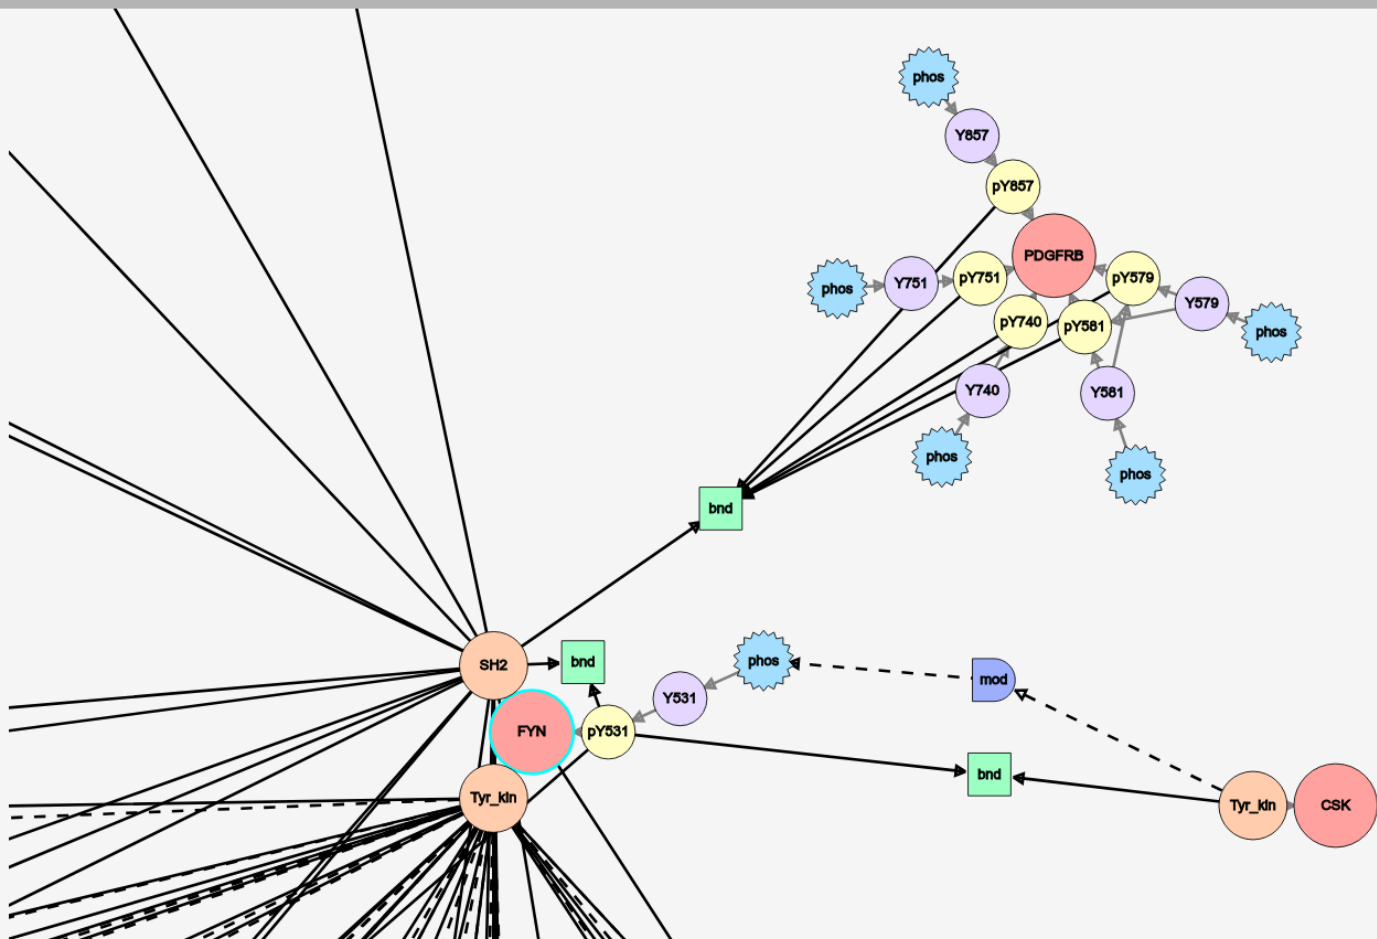 phos
Y857
pY857
PDGFRB
phos
Y751
pY751
pY579
Y579
phos
pY740
pY581
Y740
Y581
phos
phos
bnd
SH2
bnd
phos
mod
Y531
FYN
pY531
bnd
Tyr_kin
Tyr_kin
CSK